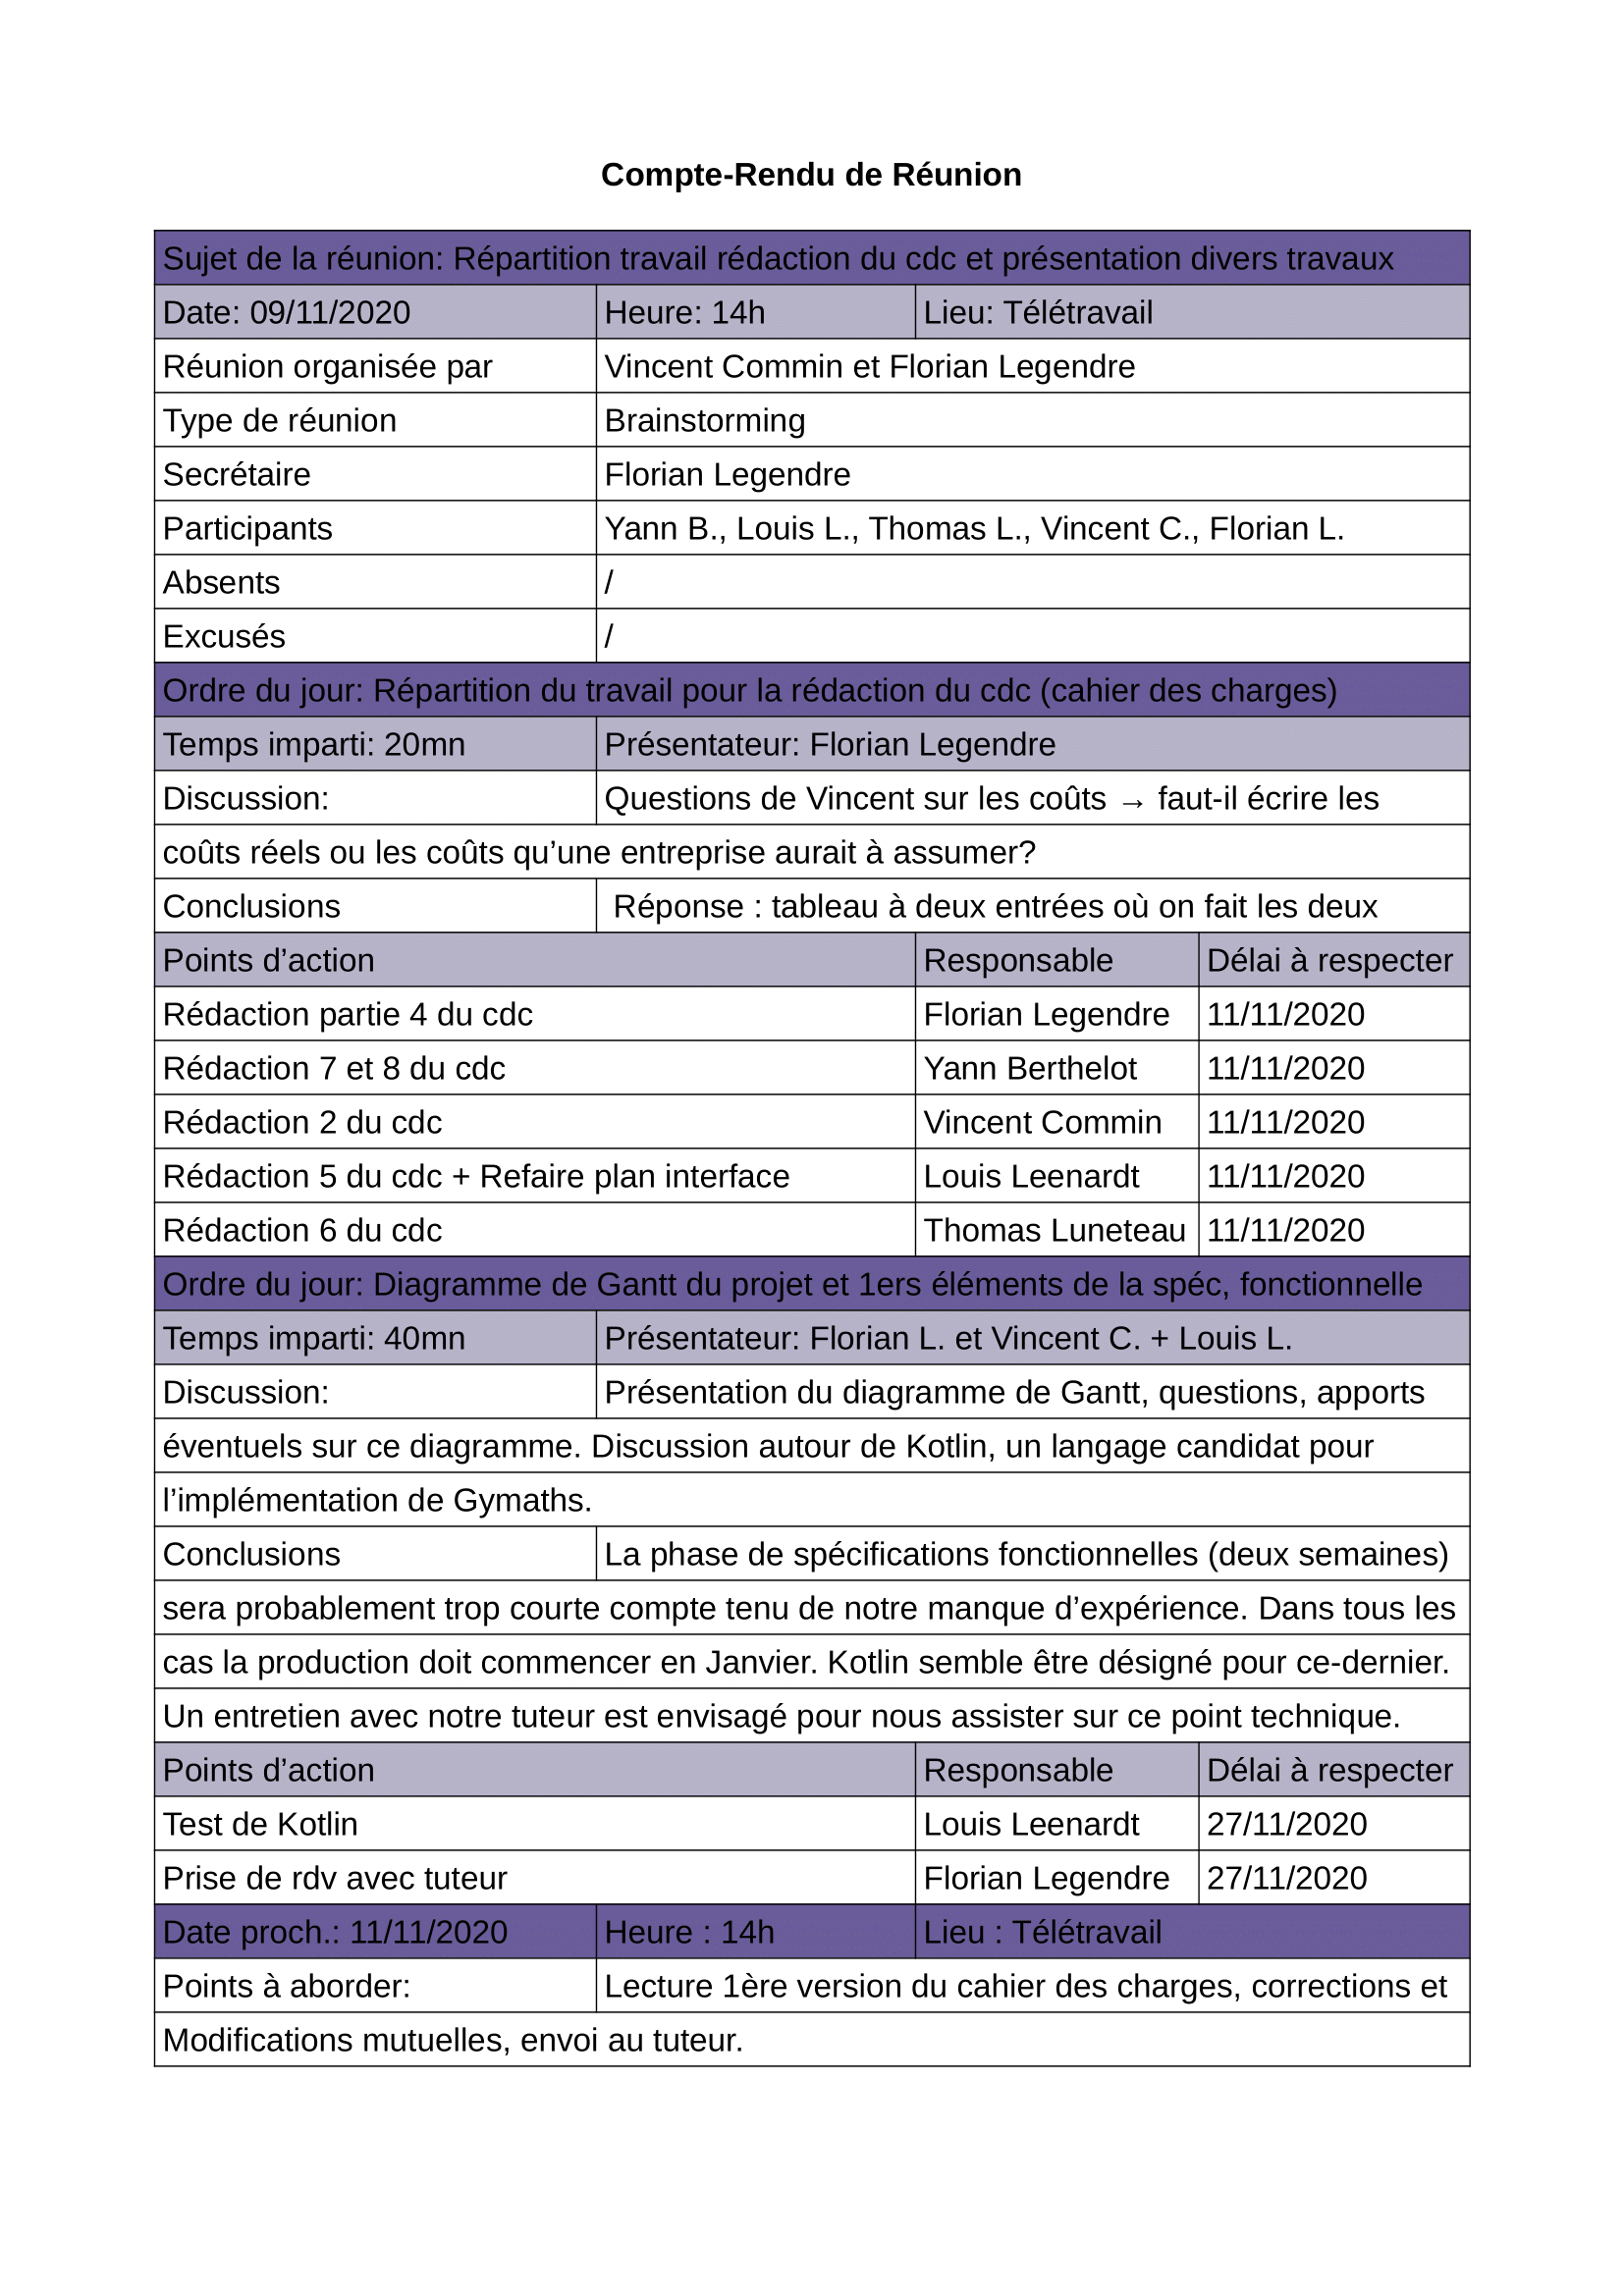 Compte-Rendu de Réunion
Sujet de la réunion: Répartition travail rédaction du cdc et présentation divers travaux
Date: 09/11/2020 Heure: 14h Lieu: Télétravail
Réunion organisée par Vincent Commin et Florian Legendre
Type de réunion Brainstorming
Secrétaire Florian Legendre
Participants Yann B., Louis L., Thomas L., Vincent C., Florian L.
Absents /
Excusés /
Ordre du jour: Répartition du travail pour la rédaction du cdc (cahier des charges)
Temps imparti: 20mn Présentateur: Florian Legendre
Discussion: Questions de Vincent sur les coûts → faut-il écrire les
coûts réels ou les coûts qu’une entreprise aurait à assumer?
Conclusions Réponse : tableau à deux entrées où on fait les deux
Points d’action Responsable Délai à respecter
Rédaction partie 4 du cdc Florian Legendre 11/11/2020
Rédaction 7 et 8 du cdc Yann Berthelot 11/11/2020
Rédaction 2 du cdc Vincent Commin 11/11/2020
Rédaction 5 du cdc + Refaire plan interface Louis Leenardt 11/11/2020
Rédaction 6 du cdc Thomas Luneteau 11/11/2020
Ordre du jour: Diagramme de Gantt du projet et 1ers éléments de la spéc, fonctionnelle
Temps imparti: 40mn Présentateur: Florian L. et Vincent C. + Louis L.
Discussion: Présentation du diagramme de Gantt, questions, apports
éventuels sur ce diagramme. Discussion autour de Kotlin, un langage candidat pour
l’implémentation de Gymaths.
Conclusions La phase de spécifications fonctionnelles (deux semaines)
sera probablement trop courte compte tenu de notre manque d’expérience. Dans tous les
cas la production doit commencer en Janvier. Kotlin semble être désigné pour ce-dernier.
Un entretien avec notre tuteur est envisagé pour nous assister sur ce point technique.
Points d’action Responsable Délai à respecter
Test de Kotlin Louis Leenardt 27/11/2020
Prise de rdv avec tuteur Florian Legendre 27/11/2020
Date proch.: 11/11/2020 Heure : 14h Lieu : Télétravail
Points à aborder: Lecture 1ère version du cahier des charges, corrections et
Modifications mutuelles, envoi au tuteur.